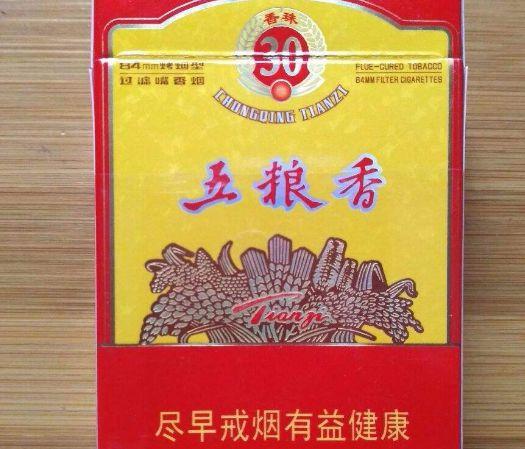 香珠
30
84mm烤烟型
过滤嘴香烟
FLUE-CURED TOBACCO
84MM FILTER CIGARETTES
CHONGQING TIANZI
五粮香
Tianzi
尽早戒烟有益健康